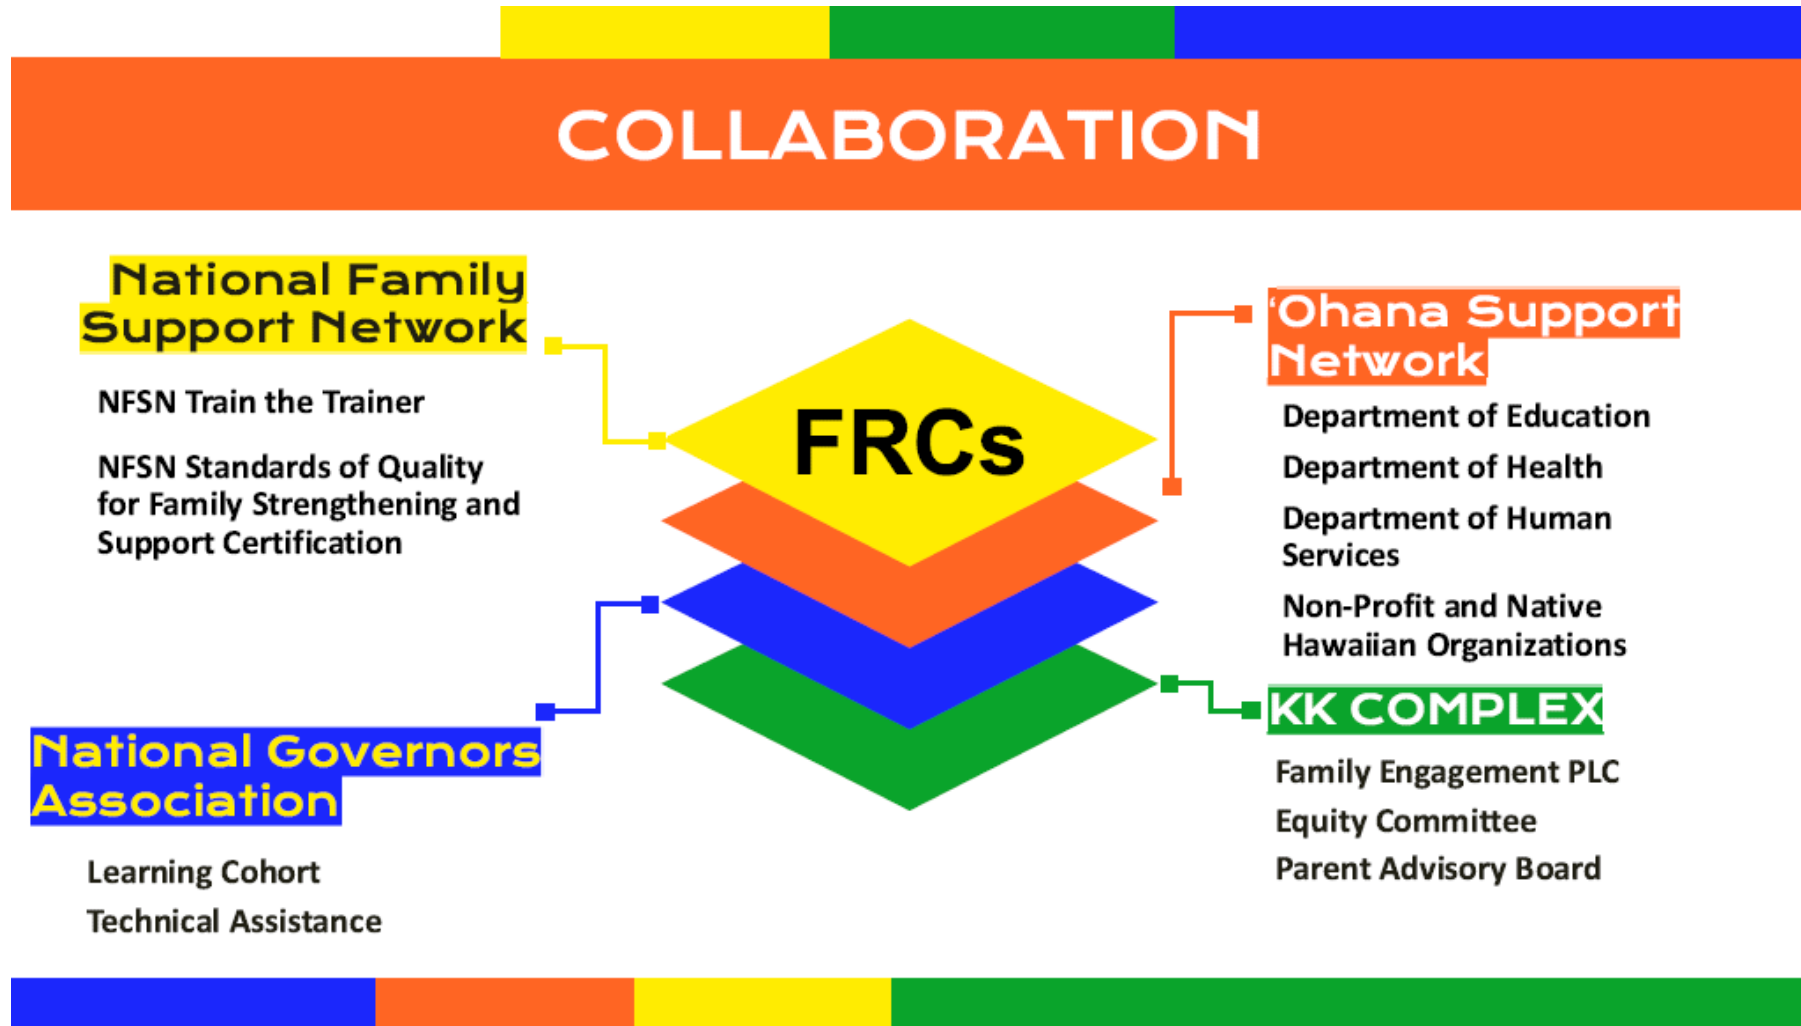 COLLABORATION
National Family
Support Network
NFSN Train the Trainer
NFSN Standards of Quality
for Family Strengthening and
Support Certification
National Governors
Association
Learning Cohort
Technical Assistance
FRCs
‘Ohana Support
Network
Department of Education
Department of Health
Department of Human
Services
Non-Profit and Native
Hawaiian Organizations
KK COMPLEX
Family Engagement PLC
Equity Committee
Parent Advisory Board